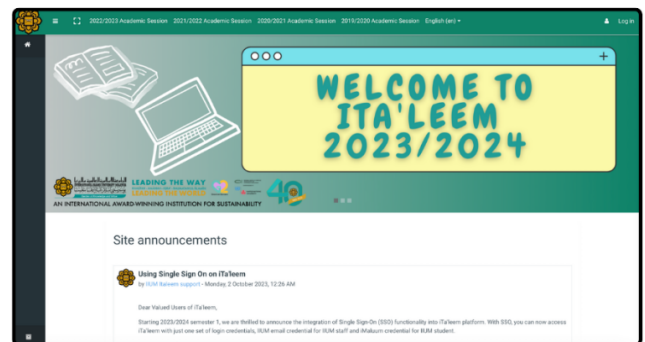 2022/2023 Academic Session 2021/2022 Academic Session 2020/2021 Academic Session 2019/2020 Academic Session English (en) Log in
WELCOME TO
ITA'LEEM
2023/2024
LEADING THE WAY
AN INTERNATIONAL AWARD-WINNING INSTITUTION FOR SUSTAINABILITY
Site announcements
Using Single Sign On on iTa'leem
by IIUM Italeem support - Monday, 2 October 2023, 12:26 AM
Dear Valued Users of iTa'leem,
Starting 2023/2024 semester 1, we are thrilled to announce the integration of Single Sign-On (SSO) functionality into iTa'leem platform. With SSO, you can now access
iTa'leem with just one set of login credentials, IIUM email credential for IIUM staff and iMaluum credential for IIUM student.